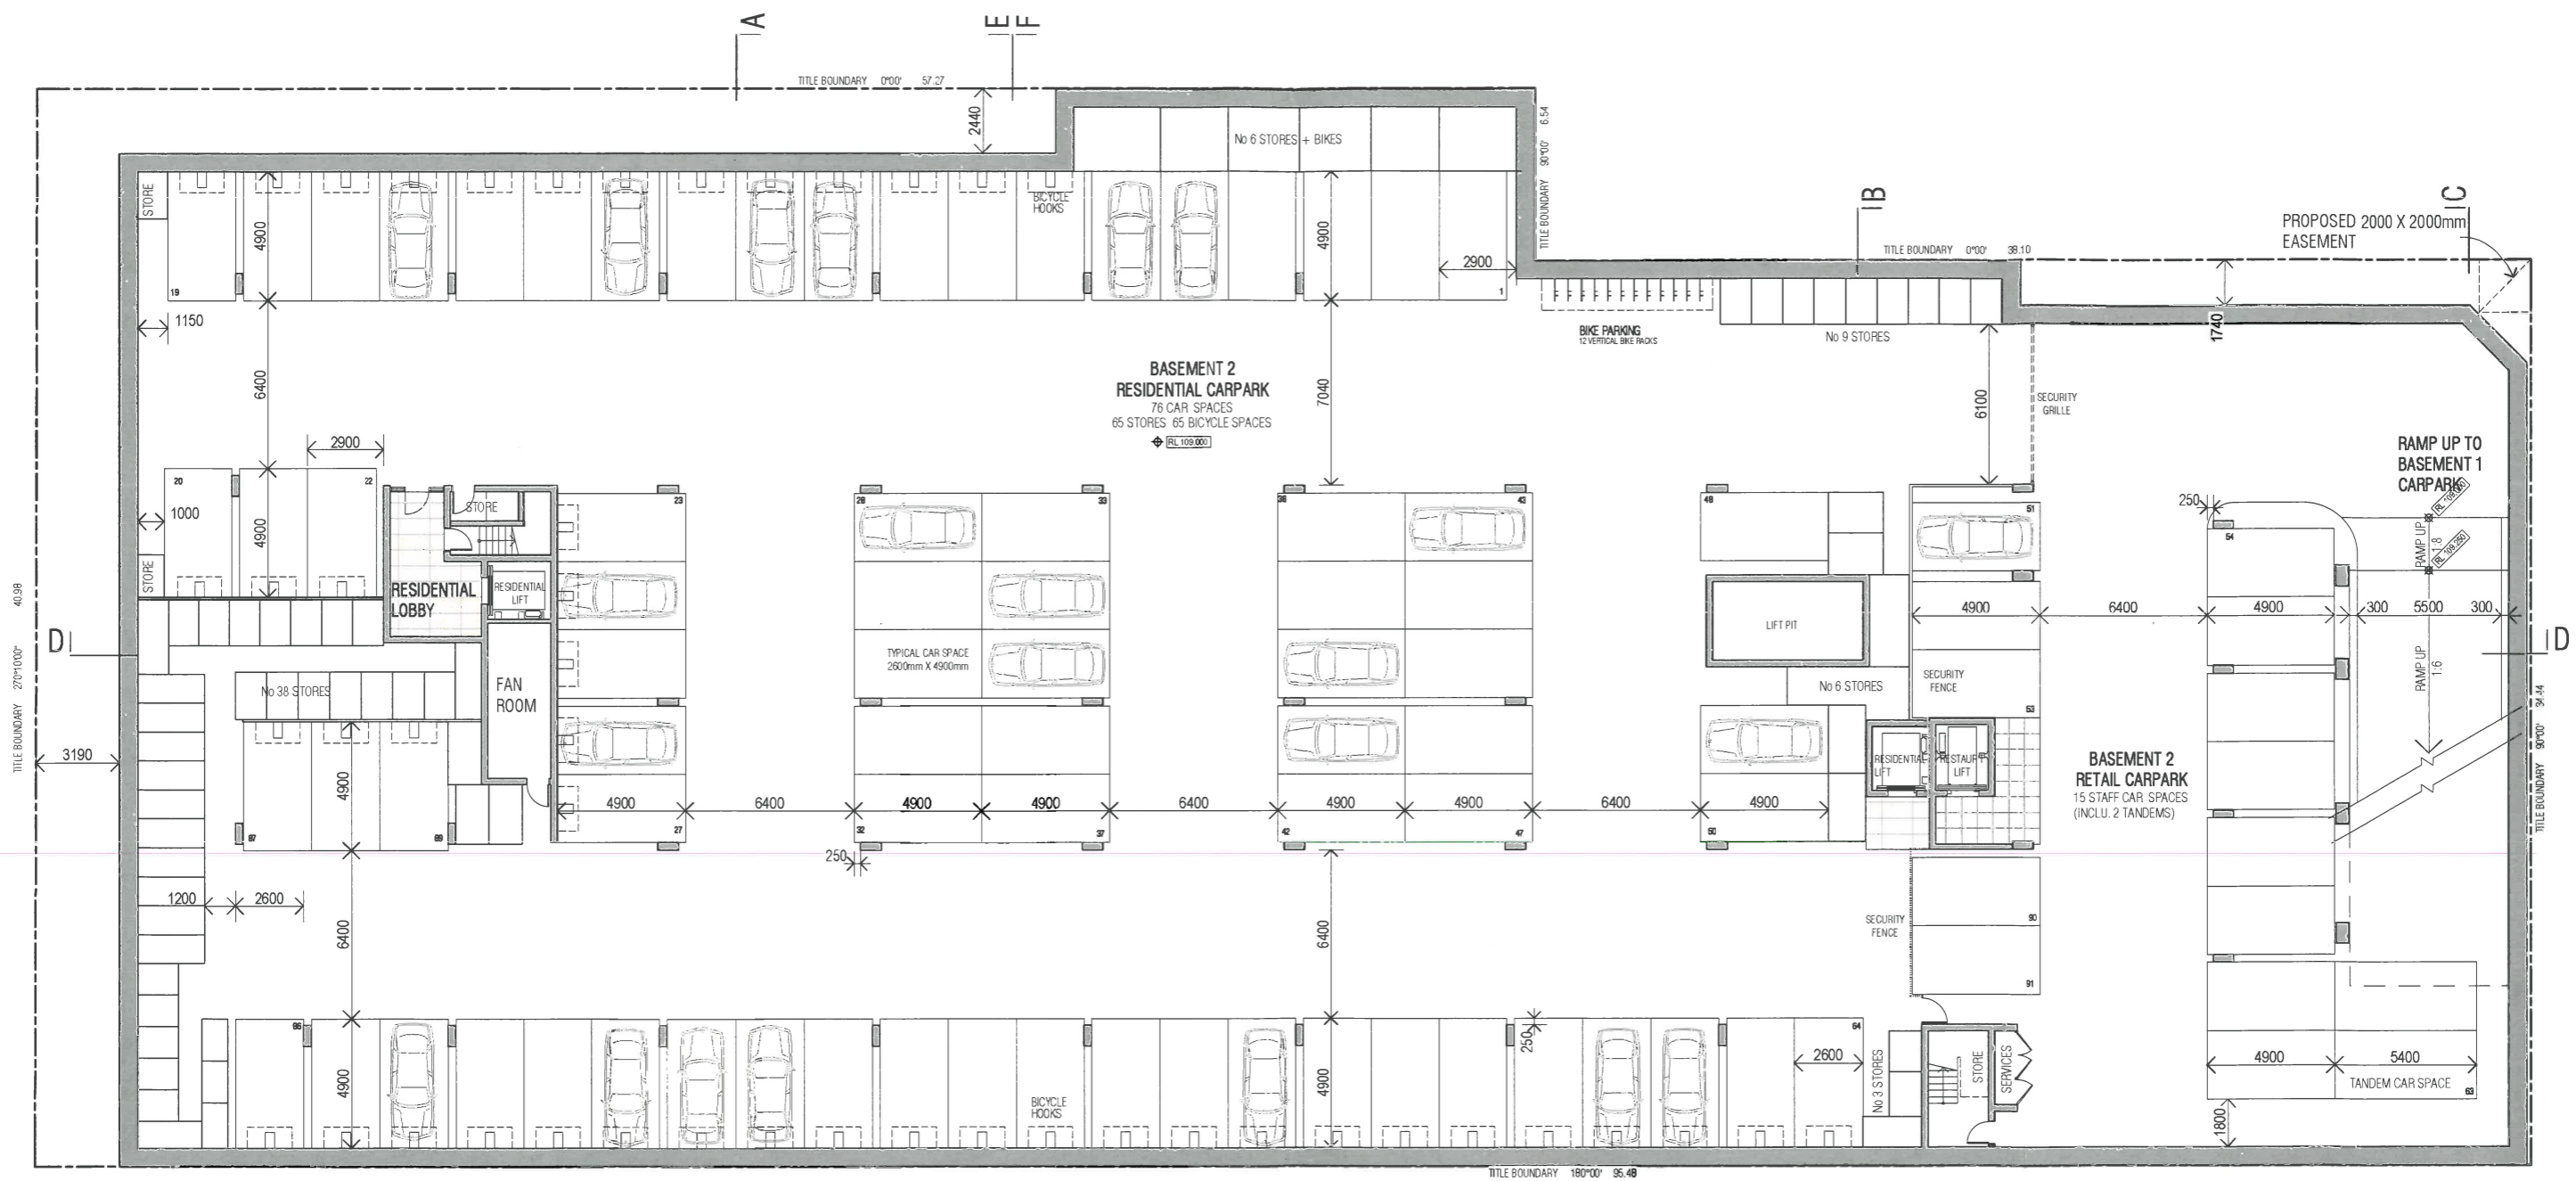 A
E
F
TITLE BOUNDARY 0°00' 57.27
2440
No 6 STORES + BIKES
TITLE BOUNDARY 90°00' 6.54
B
C
PROPOSED 2000 X 2000mm
EASEMENT
TITLE BOUNDARY 0°00' 38.10
STORE
4900
BICYCLE
HOOKS
4900
2900
19
1
1150
BIKE PARKING
12 VERTICAL BIKE RACKS
No 9 STORES
1740
6400
BASEMENT 2
RESIDENTIAL CARPARK
76 CAR SPACES
65 STORES 65 BICYCLE SPACES
RL 109.000
7040
6100
SECURITY
GRILLE
2900
RAMP UP TO
BASEMENT 1
CARPARK
20
22
1000
4900
STORE
STORE
23
28
33
38
43
48
51
250
54
RL 109.000
RAMP UP
1:8
RL 109.250
RESIDENTIAL
LOBBY
RESIDENTIAL
LIFT
TITLE BOUNDARY 270°10'00" 40.98
D
4900
6400
4900
300
5500
300
LIFT PIT
D
TYPICAL CAR SPACE
2600mm X 4900mm
RAMP UP
1:6
No 38 STORES
FAN
ROOM
No 6 STORES
SECURITY
FENCE
53
TITLE BOUNDARY 90°00' 34.44
3190
4900
RESIDENTIAL
LIFT
LIFT
BASEMENT 2
RETAIL CARPARK
15 STAFF CAR SPACES
(INCLU. 2 TANDEMS)
4900
6400
4900
4900
6400
4900
4900
6400
4900
87
89
27
32
37
42
47
50
250
1200
2600
6400
6400
SECURITY
FENCE
90
91
86
64
250
2600
4900
BICYCLE
HOOKS
4900
No 3 STORES
STORE
SERVICES
4900
5400
TANDEM CAR SPACE
63
1800
TITLE BOUNDARY 180°00' 95.48